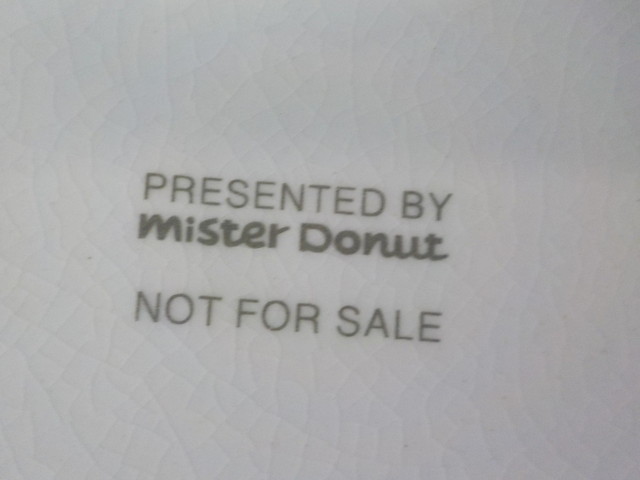 PRESENTED BY
mister Donut
NOT FOR SALE